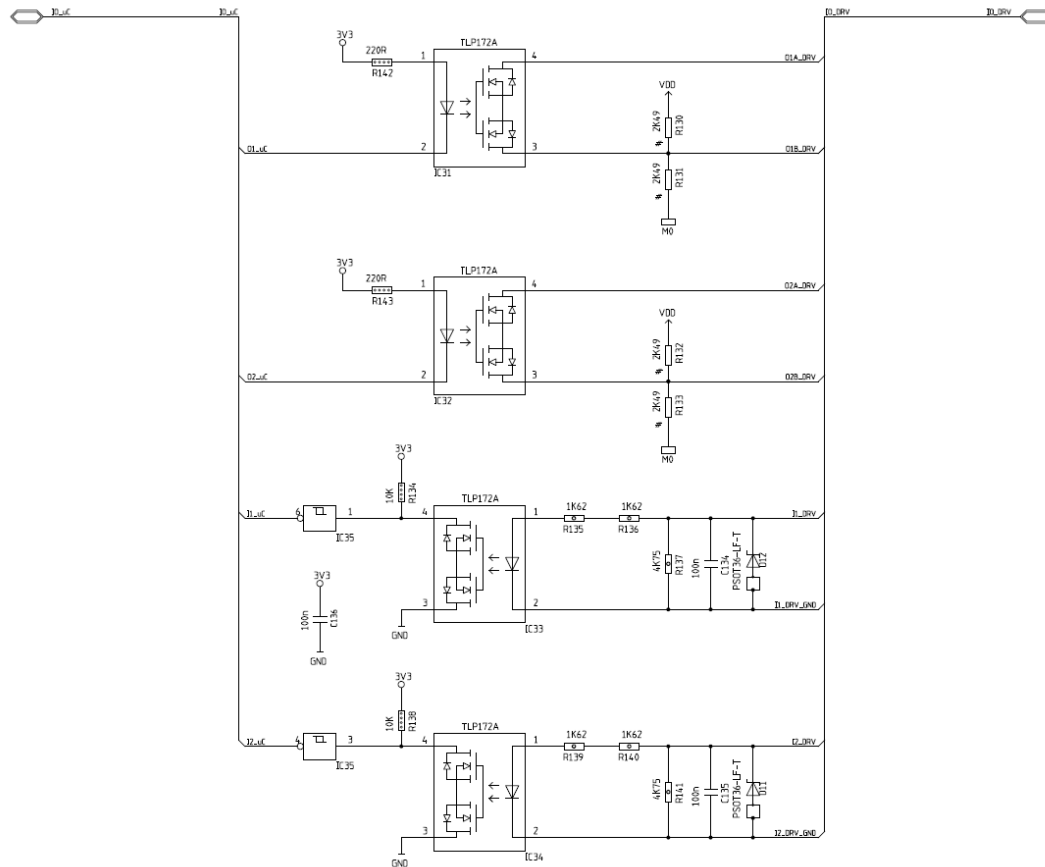 IO_uC
IO_uC
IO_DRV
IO_DRV
3V3
220R
R142
TLP172A
1
4
O1A_DRV
VDD
2K49
R130
#
O1_uC
2
3
O1B_DRV
IC31
2K49
R131
#
M0
3V3
220R
R143
TLP172A
1
4
O2A_DRV
VDD
2K49
R132
#
O2_uC
2
3
O2B_DRV
IC32
2K49
R133
#
M0
3V3
10K
R134
TLP172A
I1_uC
6
1
IC35
4
1
1K62
R135
1K62
R136
I1_DRV
4K75
R137
100n
C134
PSOT36-LF-T
D12
3V3
100n
C136
GND
3
2
I1_DRV_GND
GND
IC33
3V3
10K
R138
TLP172A
I2_uC
4
3
IC35
4
1
1K62
R139
1K62
R140
I2_DRV
4K75
R141
100n
C135
PSOT36-LF-T
D11
3
2
I2_DRV_GND
GND
IC34